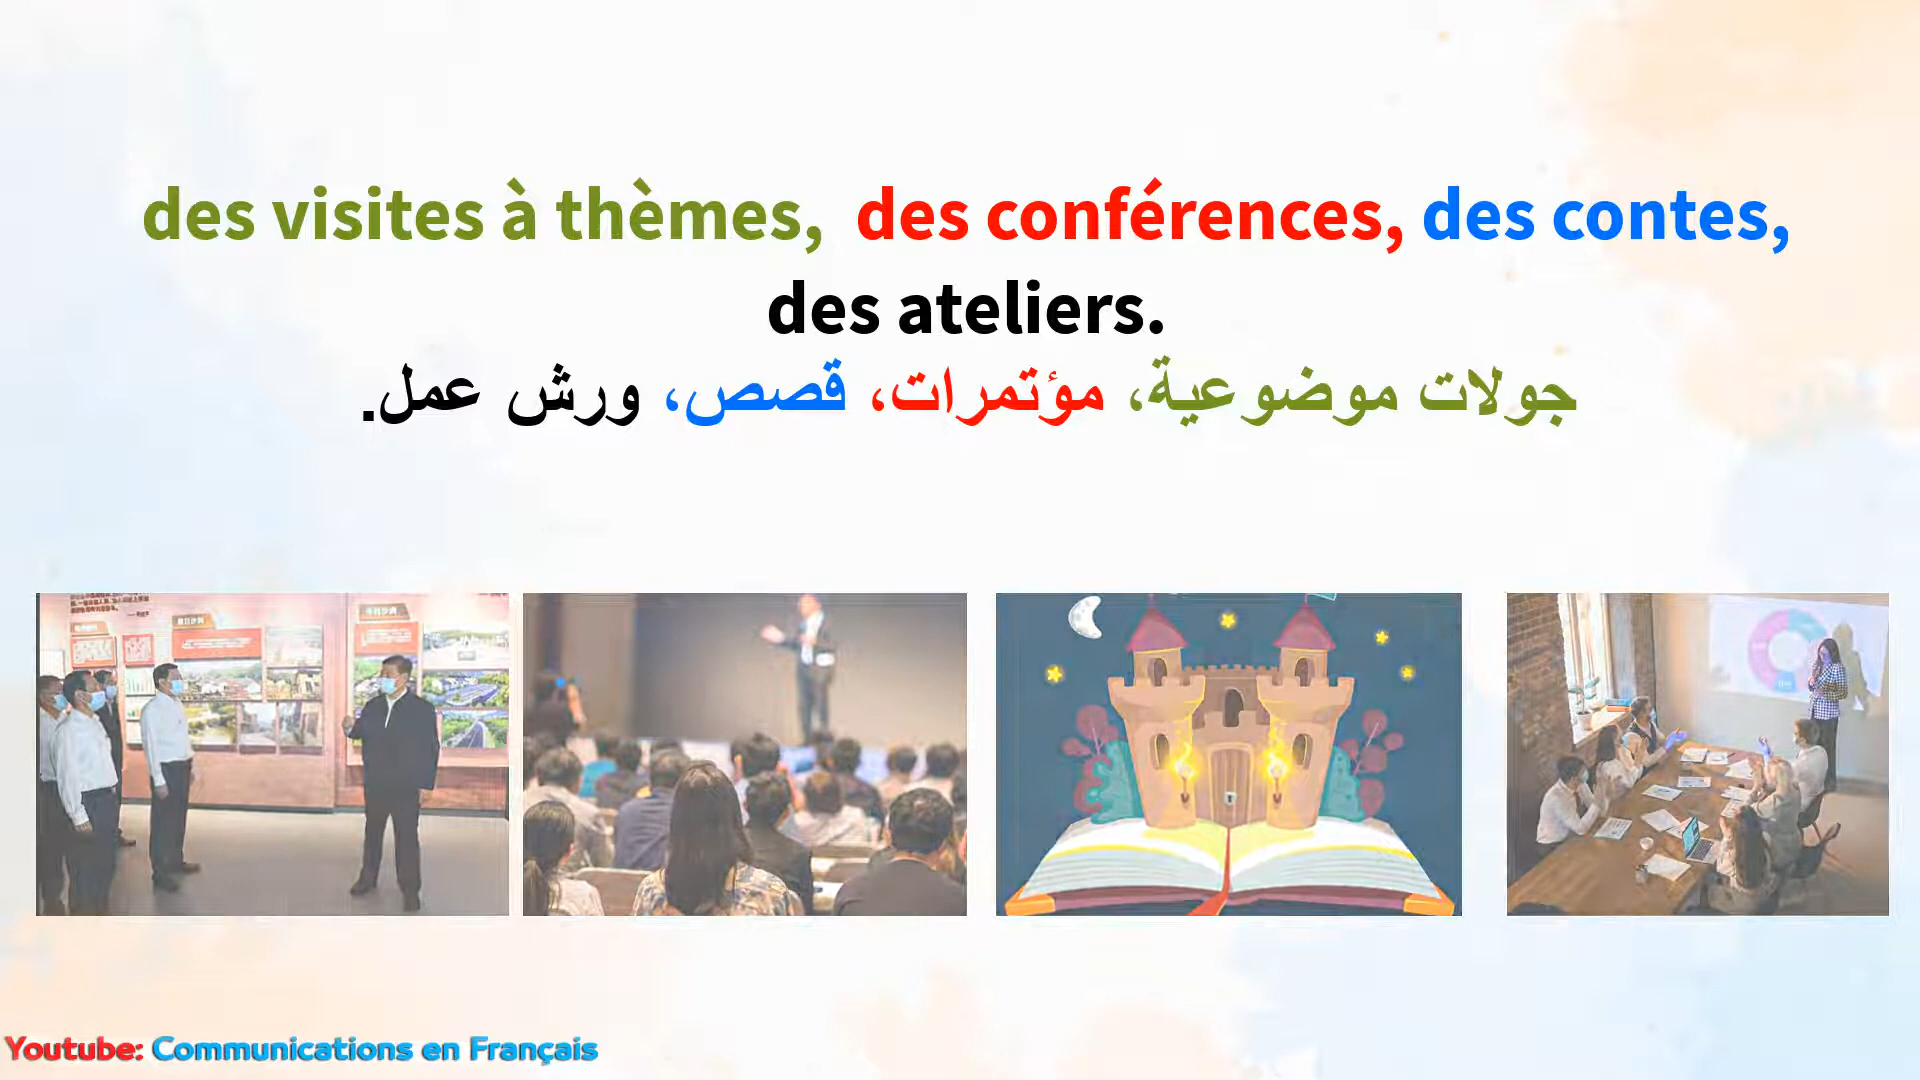 des visites à thèmes, des conférences, des contes,
des ateliers.
جولات موضوعية، مؤتمرات، قصص، ورش عمل.
Youtube: Communications en Français